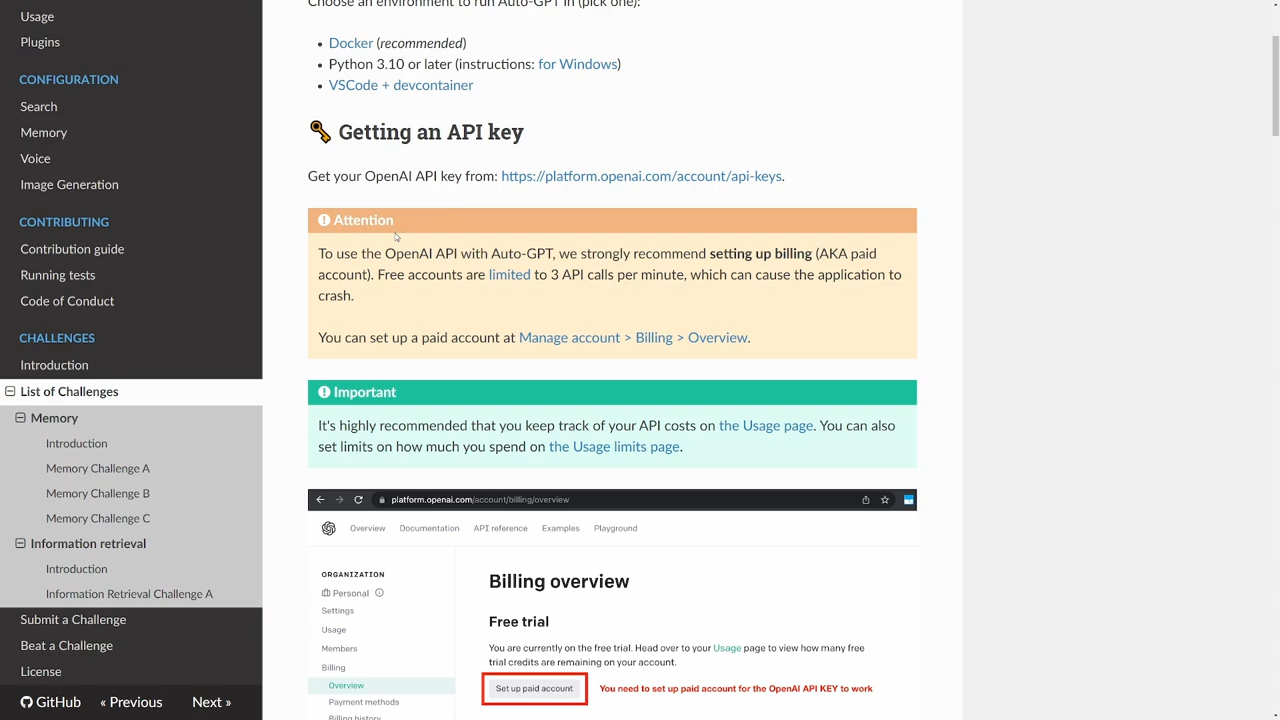 Usage
Plugins
CONFIGURATION
Search
Memory
Voice
Image Generation
CONTRIBUTING
Contribution guide
Running tests
Code of Conduct
CHALLENGES
Introduction
List of Challenges
Memory
Introduction
Memory Challenge A
Memory Challenge B
Memory Challenge C
Information retrieval
Introduction
Information Retrieval Challenge A
Submit a Challenge
Beat a Challenge
License
GitHub « Previous Next »
Choose an environment to run Auto-GPT in (pick one):
• Docker (recommended)
• Python 3.10 or later (instructions: for Windows)
• VSCode + devcontainer
Getting an API key
Get your OpenAI API key from: https://platform.openai.com/account/api-keys.
Attention
To use the OpenAI API with Auto-GPT, we strongly recommend setting up billing (AKA paid
account). Free accounts are limited to 3 API calls per minute, which can cause the application to
crash.
You can set up a paid account at Manage account > Billing > Overview.
Important
It's highly recommended that you keep track of your API costs on the Usage page. You can also
set limits on how much you spend on the Usage limits page.
platform.openai.com/account/billing/overview
Overview Documentation API reference Examples Playground
ORGANIZATION
Personal
Settings
Usage
Members
Billing
Overview
Payment methods
Billing history
Billing overview
Free trial
You are currently on the free trial. Head over to your Usage page to view how many free
trial credits are remaining on your account.
Set up paid account You need to set up paid account for the OpenAI API KEY to work